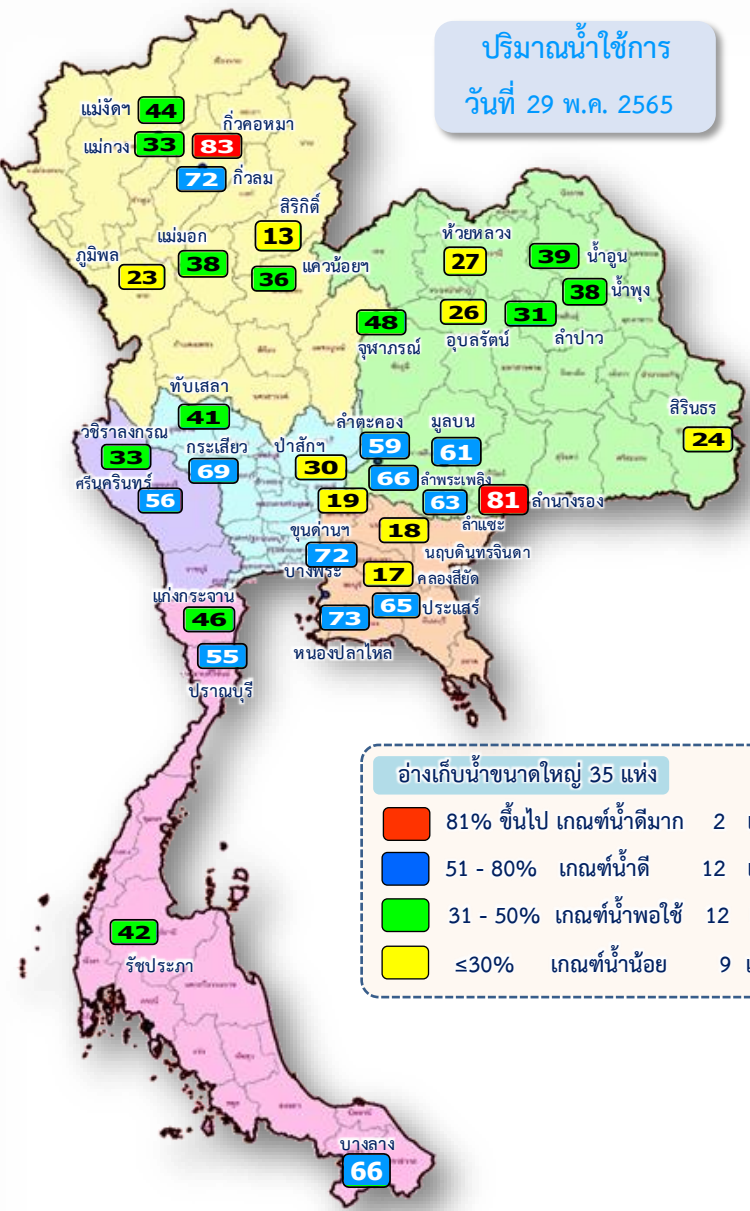 ปริมาณน้ำใช้การ
วันที่ 29 พ.ค. 2565
แม่งัดฯ 44
กิ่วคอหมา
แม่กวง 33 83
72 กิ่วลม
สิริกิติ์
13
แม่มอก
38
ภูมิพล
23
36 แควน้อยฯ
ห้วยหลวง
27
39 น้ำอูน
38 น้ำพุง
26
อุบลรัตน์
31
ลำปาว
48
จุฬาภรณ์
สิรินธร
24
ทับเสลา
41
วชิราลงกรณ
33
กระเสียว
69
ป่าสักฯ
30
ลำตะคอง
59
มูลบน
61
ศรีนครินทร์
56
66 ลำพระเพลิง
63
ลำแซะ
81 ลำนางรอง
19
ขุนด่านฯ
18
นฤบดินทรจินดา
72
บางพระ
17 คลองสียัด
65 ประแสร์
73
หนองปลาไหล
แก่งกระจาน
46
55
ปราณบุรี
อ่างเก็บน้ำขนาดใหญ่ 35 แห่ง
81% ขึ้นไป เกณฑ์น้ำดีมาก 2
51 - 80% เกณฑ์น้ำดี 12
31 - 50% เกณฑ์น้ำพอใช้ 12
≤30% เกณฑ์น้ำน้อย 9
42
รัชประภา
บางลาง
66